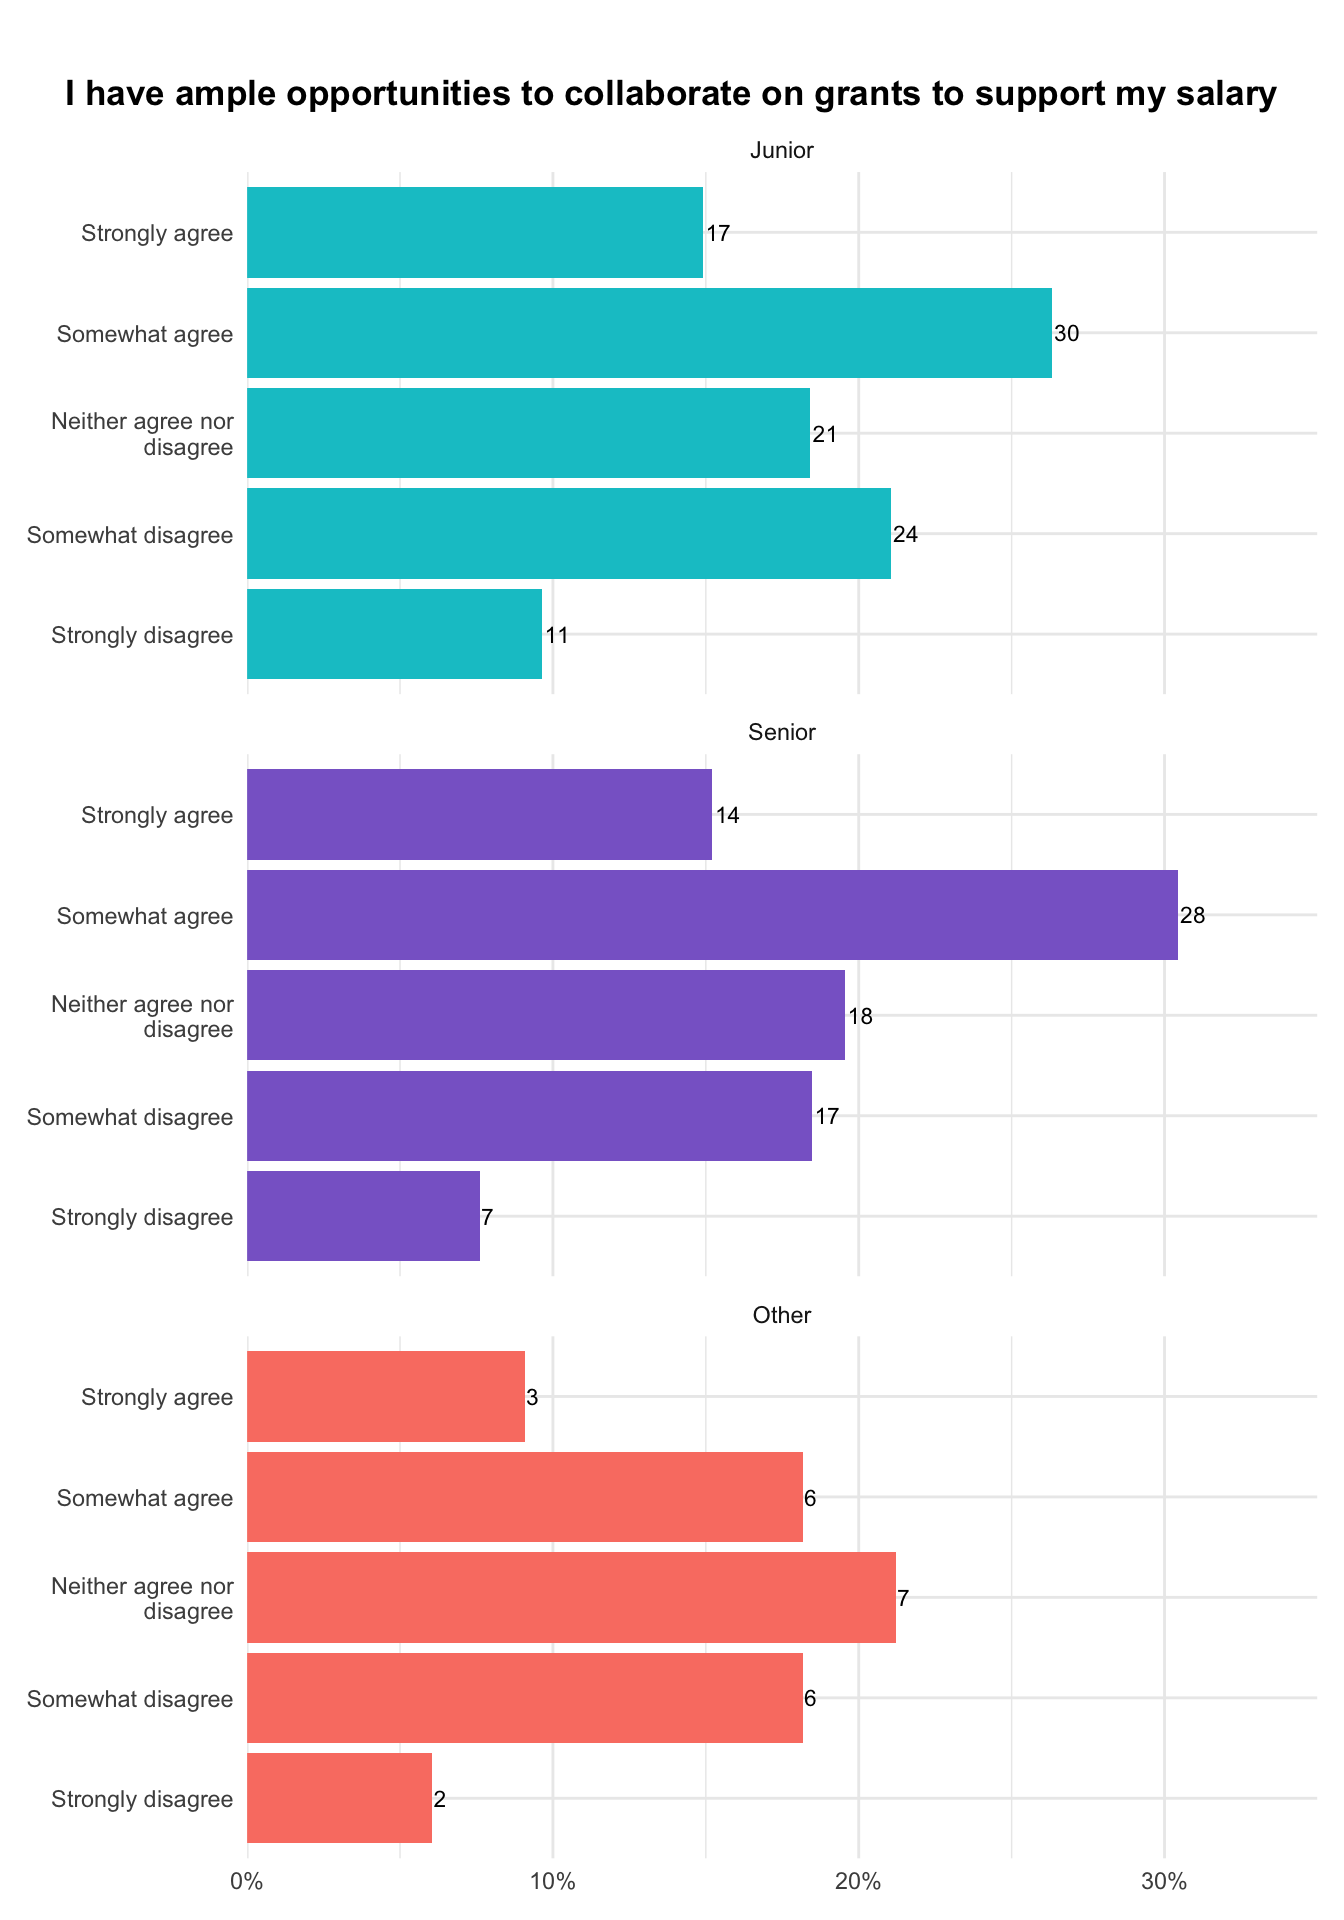 I have ample opportunities to collaborate on grants to support my salary
Junior
Strongly agree
17
Somewhat agree
30
Neither agree nor
disagree
21
Somewhat disagree
24
Strongly disagree
11
Senior
Strongly agree
14
Somewhat agree
28
Neither agree nor
disagree
18
Somewhat disagree
17
Strongly disagree
7
Other
Strongly agree
3
Somewhat agree
6
Neither agree nor
disagree
7
Somewhat disagree
6
Strongly disagree
2
0% 10% 20% 30%